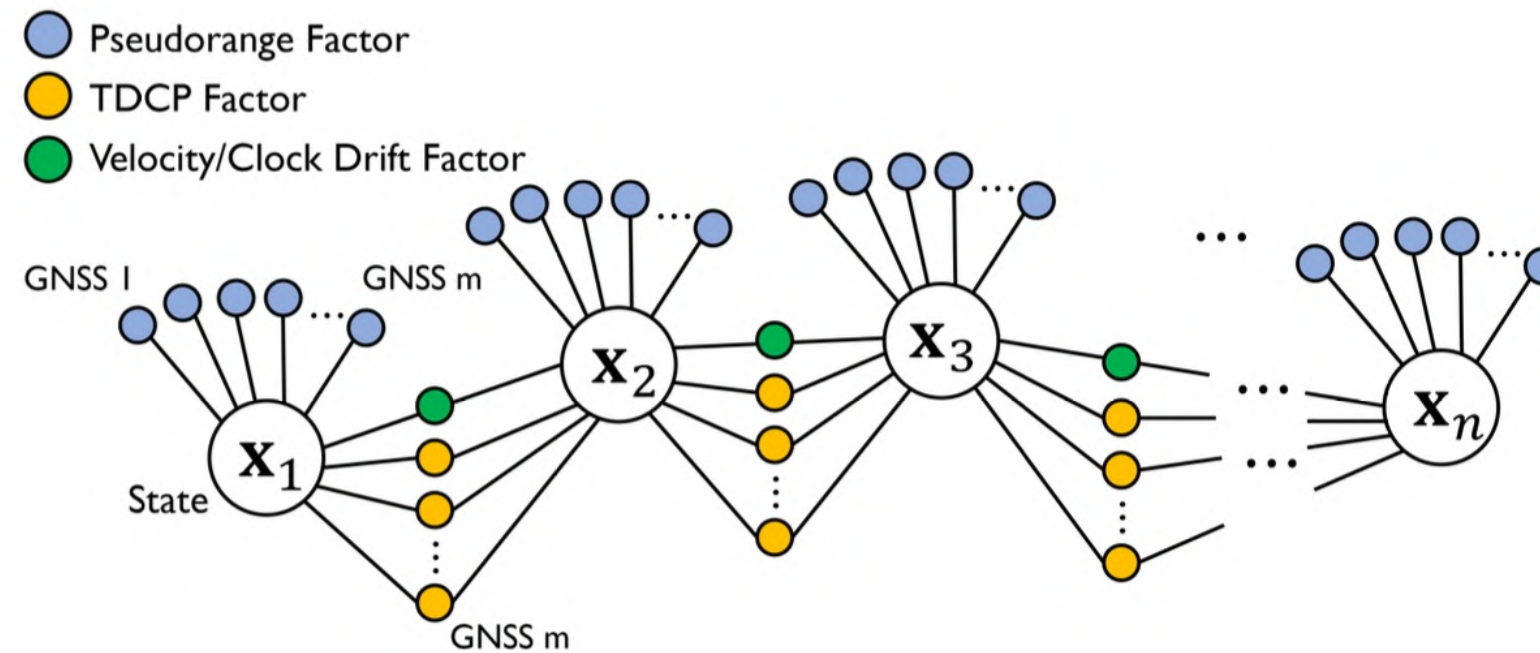 Pseudorange Factor
TDCP Factor
Velocity/Clock Drift Factor
GNSS 1
GNSS m
...
...
...
...
...
x₁
x₂
x₃
xₙ
State
...
...
⋮
⋮
⋮
GNSS m